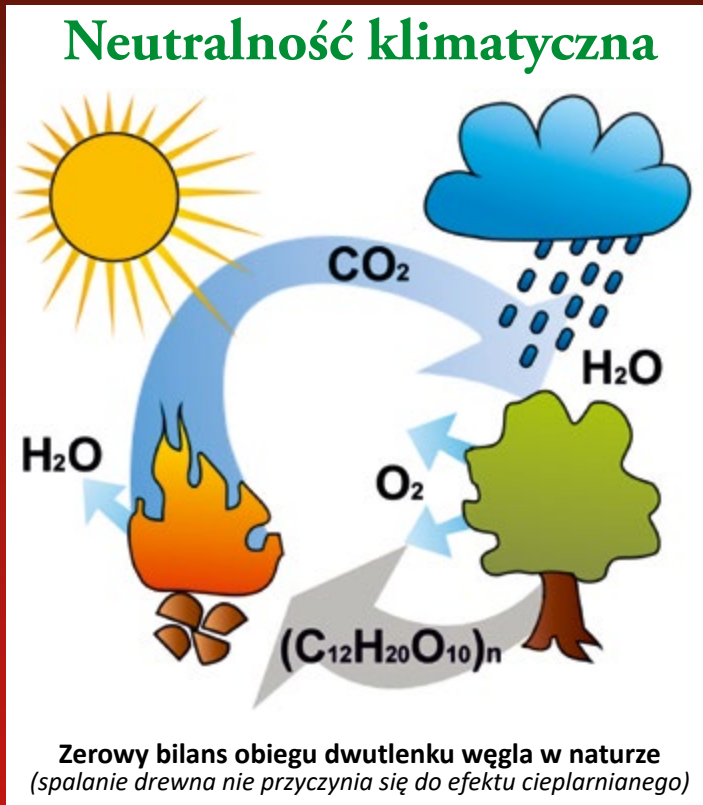 Neutralność klimatyczna
CO₂
H₂O
H₂O
O₂
(C₁₂H₂₀O₁₀)n
Zerowy bilans obiegu dwutlenku węgla w naturze
(spalanie drewna nie przyczynia się do efektu cieplarnianego)